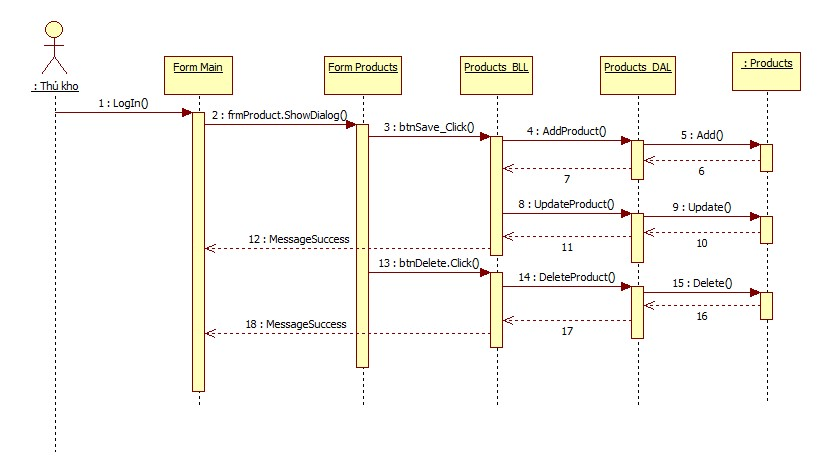 : Thủ kho
Form Main
Form Products
Products_BLL
Products_DAL
: Products
1 : LogIn()
2 : frmProduct.ShowDialog()
3 : btnSave_Click()
4 : AddProduct()
5 : Add()
6
7
8 : UpdateProduct()
9 : Update()
10
11
12 : MessageSuccess
13 : btnDelete.Click()
14 : DeleteProduct()
15 : Delete()
16
17
18 : MessageSuccess